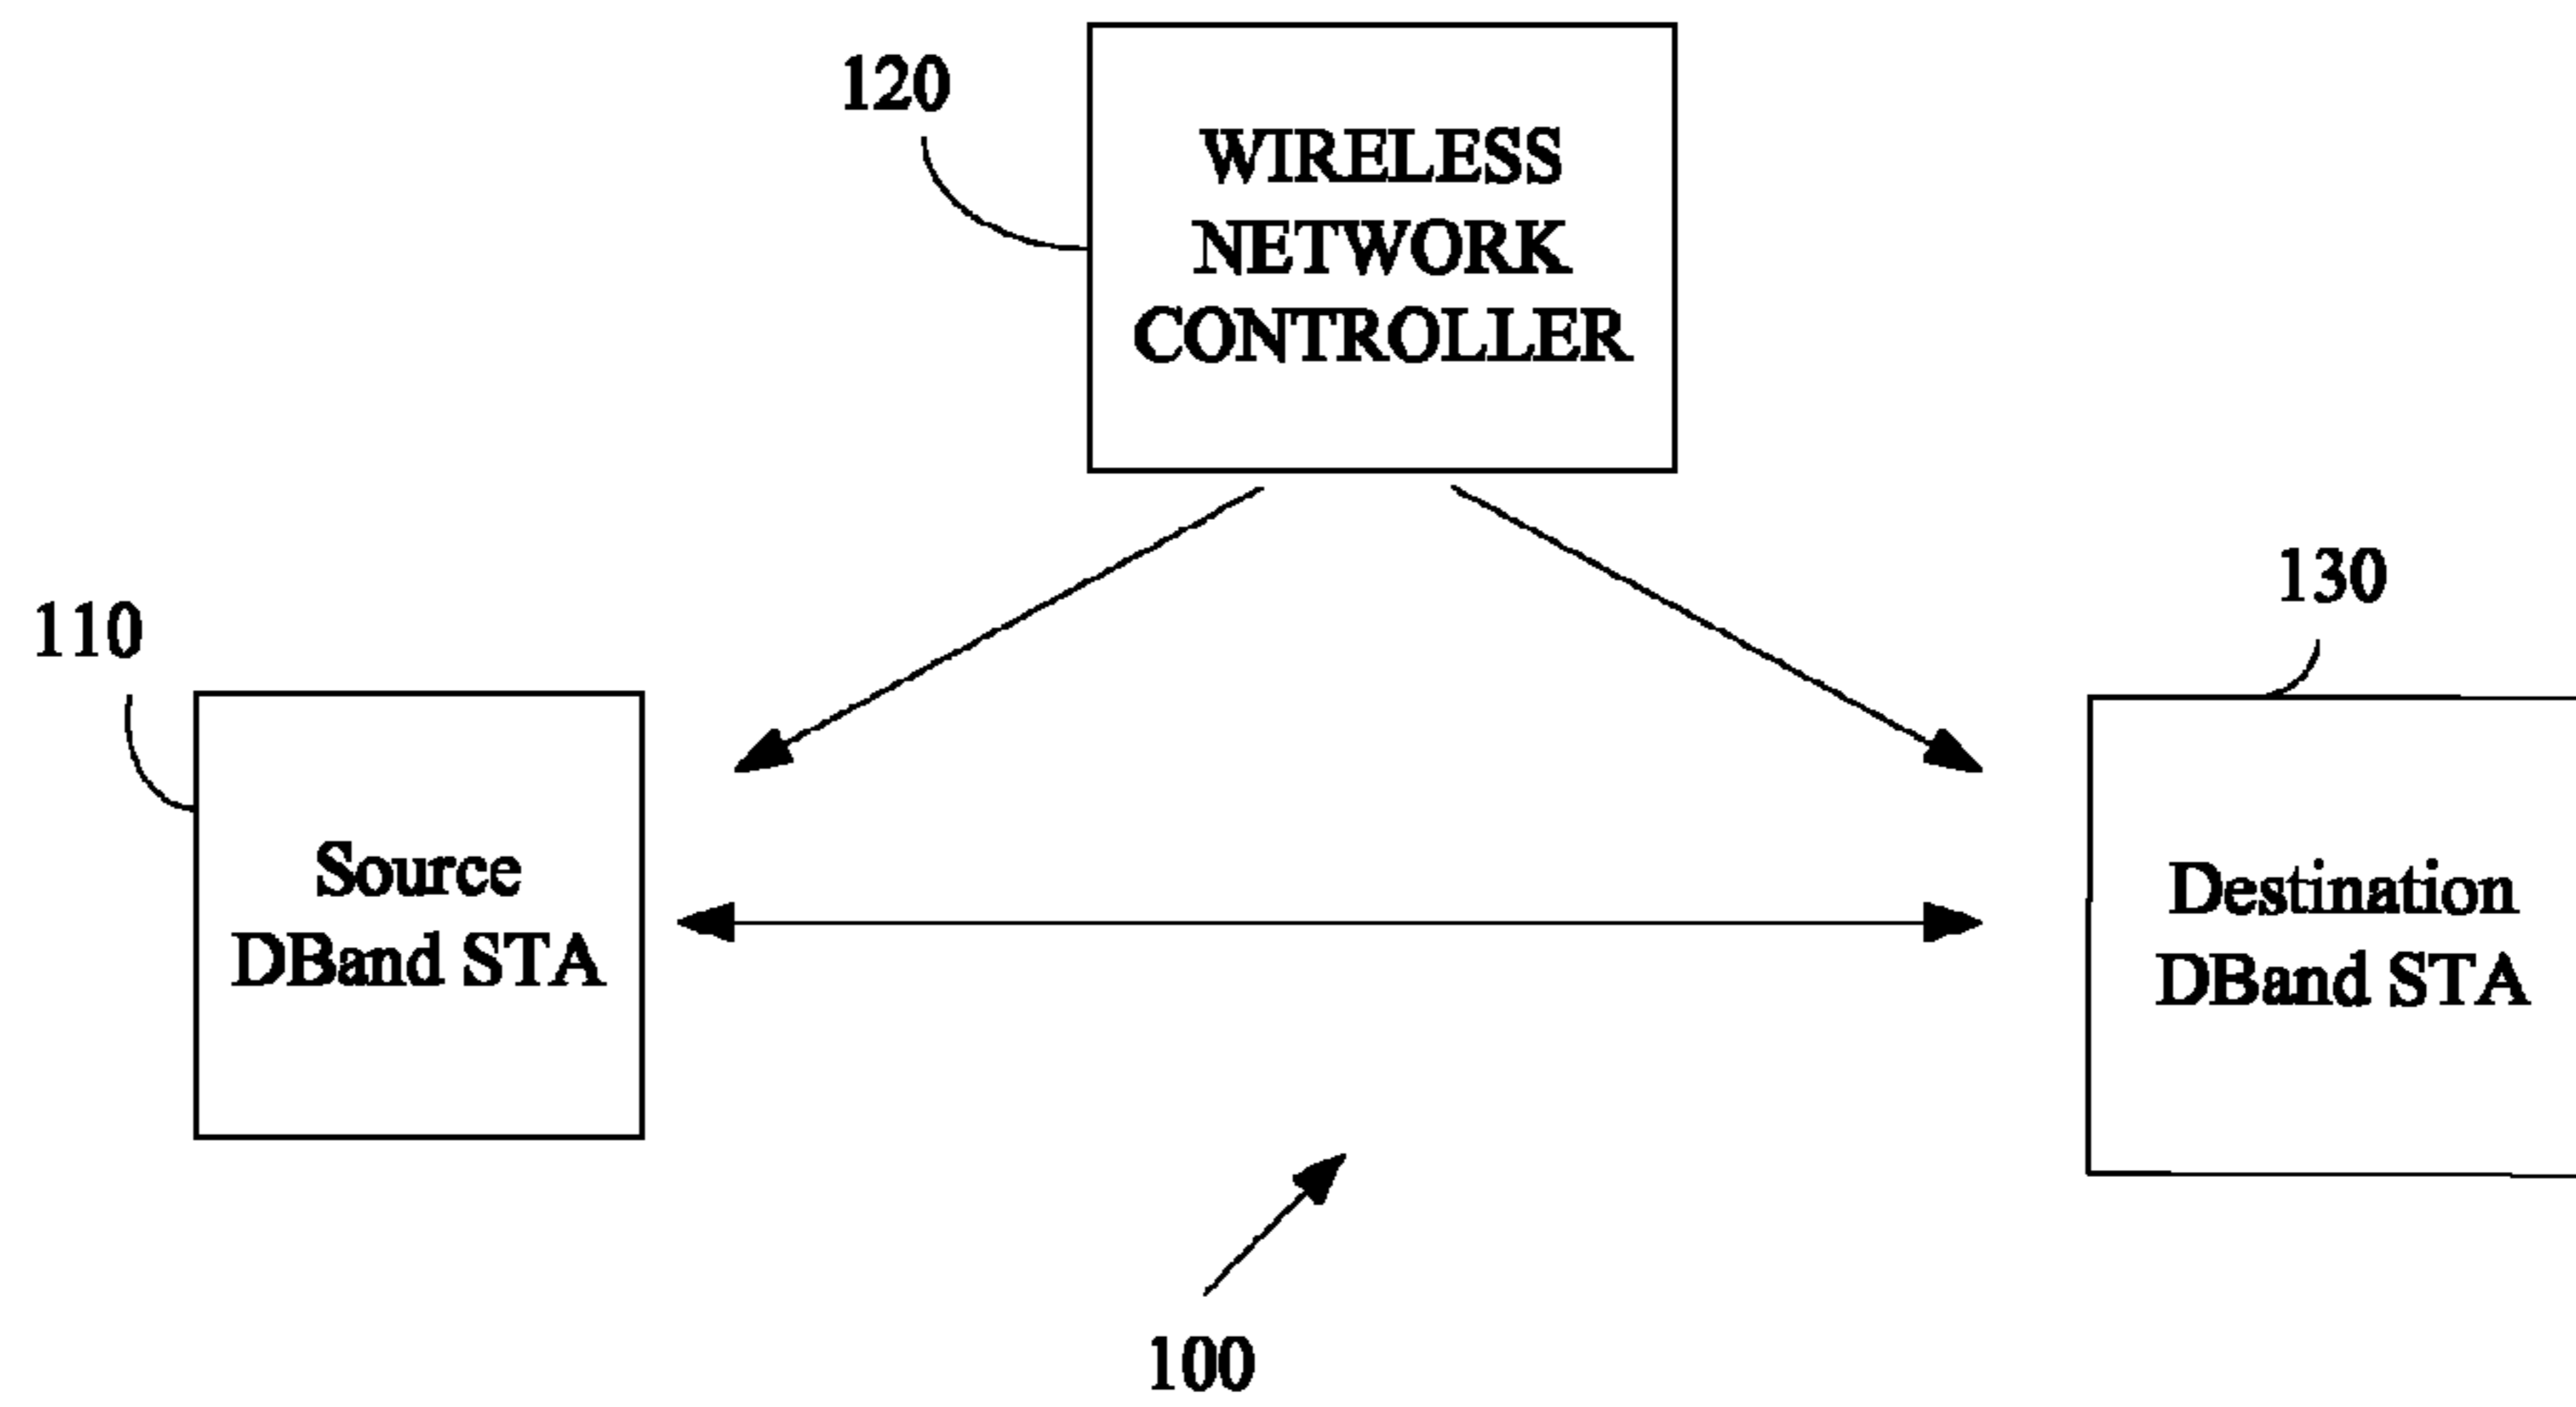 120
WIRELESS
NETWORK
CONTROLLER
110
130
Source
DBand STA
Destination
DBand STA
100